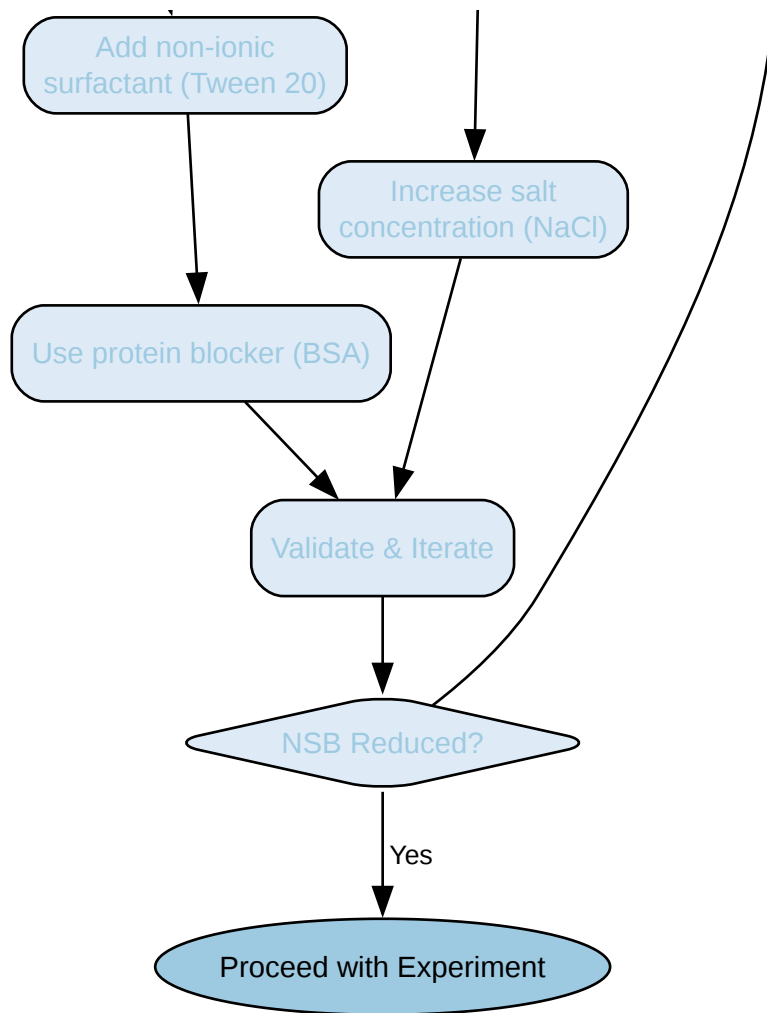 Add non-ionic
surfactant (Tween 20)
Increase salt
concentration (NaCl)
Use protein blocker (BSA)
Validate & Iterate
NSB Reduced?
Yes
Proceed with Experiment